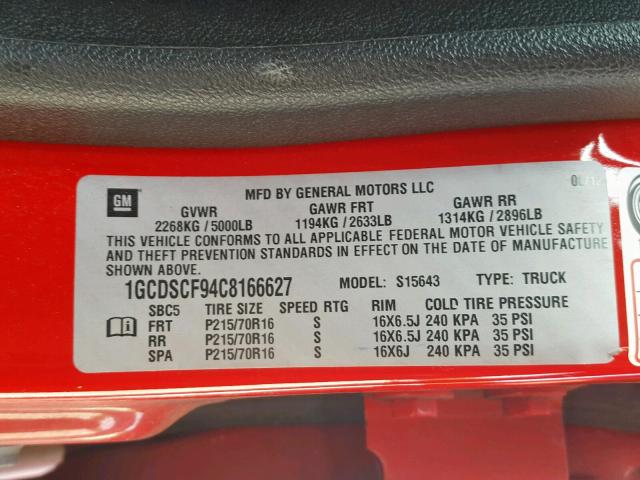 GM
MFD BY GENERAL MOTORS LLC
GVWR GAWR FRT GAWR RR
2268KG / 5000LB 1194KG / 2633LB 1314KG / 2896LB
THIS VEHICLE CONFORMS TO ALL APPLICABLE FEDERAL MOTOR VEHICLE SAFETY
AND THEFT PREVENTION STANDARDS IN EFFECT ON THE DATE OF MANUFACTURE
SHOWN ABOVE.
1GCDSCF94C8166627 MODEL: S15643 TYPE: TRUCK
SBC5 TIRE SIZE SPEED RTG RIM COLD TIRE PRESSURE
FRT P215/70R16 S 16X6.5J 240 KPA 35 PSI
RR P215/70R16 S 16X6.5J 240 KPA 35 PSI
SPA P215/70R16 S 16X6J 240 KPA 35 PSI